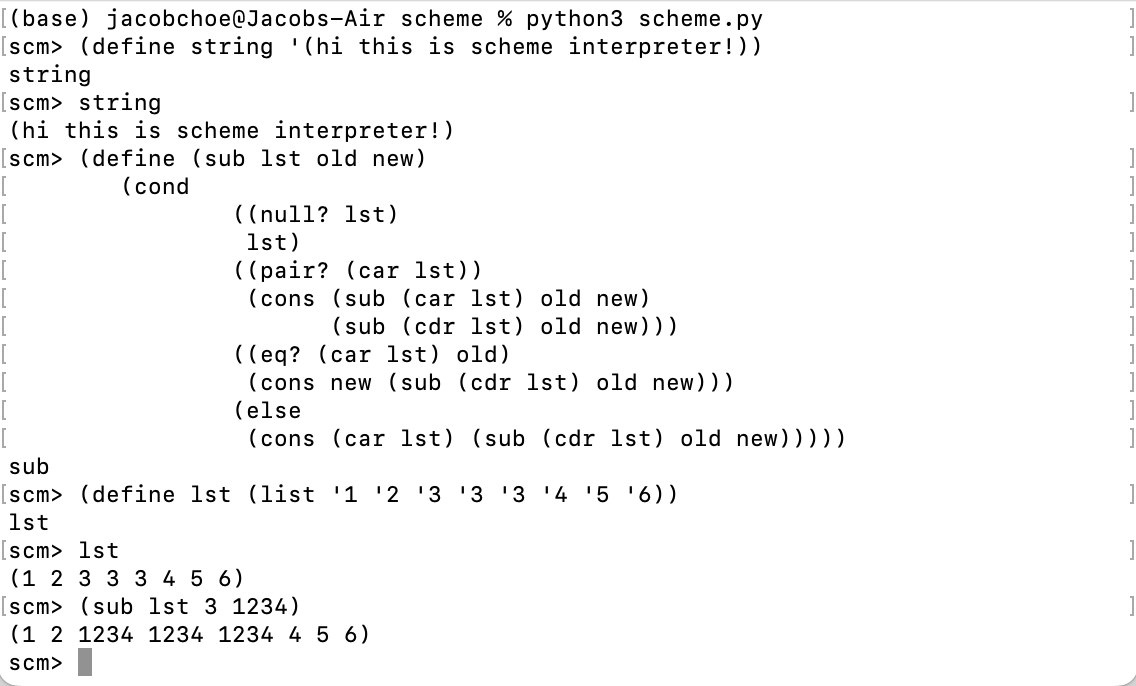 [(base) jacobchoe@Jacobs-Air scheme % python3 scheme.py ]
[scm> (define string '(hi this is scheme interpreter!)) ]
string
[scm> string ]
(hi this is scheme interpreter!)
[scm> (define (sub lst old new) ]
[ (cond ]
[ ((null? lst) ]
[ lst) ]
[ ((pair? (car lst)) ]
[ (cons (sub (car lst) old new) ]
[ (sub (cdr lst) old new))) ]
[ ((eq? (car lst) old) ]
[ (cons new (sub (cdr lst) old new))) ]
[ (else ]
[ (cons (car lst) (sub (cdr lst) old new))))) ]
sub
[scm> (define lst (list '1 '2 '3 '3 '3 '4 '5 '6)) ]
lst
[scm> lst ]
(1 2 3 3 3 4 5 6)
[scm> (sub lst 3 1234) ]
(1 2 1234 1234 1234 4 5 6)
scm>